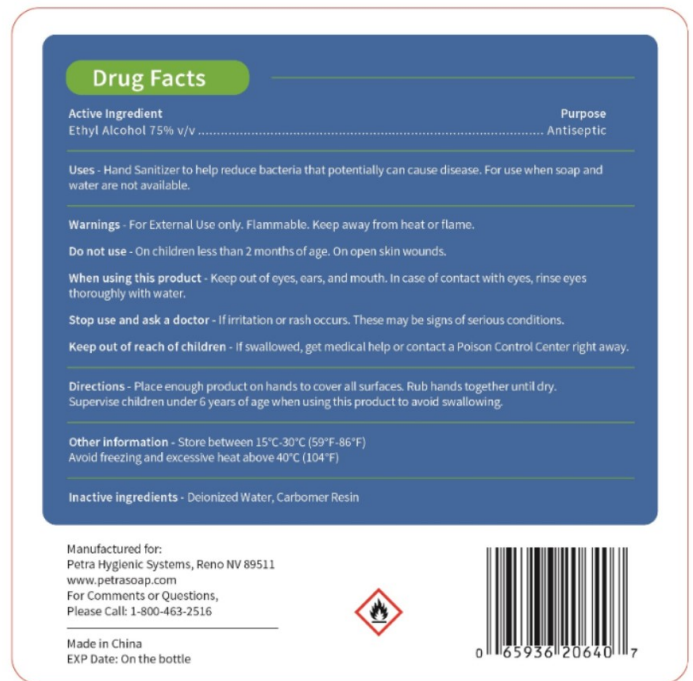 Drug Facts
Active Ingredient Purpose
Ethyl Alcohol 75% v/v ........................................................................................ Antiseptic
Uses - Hand Sanitizer to help reduce bacteria that potentially can cause disease. For use when soap and
water are not available.
Warnings - For External Use only. Flammable. Keep away from heat or flame.
Do not use - On children less than 2 months of age. On open skin wounds.
When using this product - Keep out of eyes, ears, and mouth. In case of contact with eyes, rinse eyes
thoroughly with water.
Stop use and ask a doctor - If irritation or rash occurs. These may be signs of serious conditions.
Keep out of reach of children - If swallowed, get medical help or contact a Poison Control Center right away.
Directions - Place enough product on hands to cover all surfaces. Rub hands together until dry.
Supervise children under 6 years of age when using this product to avoid swallowing.
Other information - Store between 15°C-30°C (59°F-86°F)
Avoid freezing and excessive heat above 40°C (104°F)
Inactive ingredients - Deionized Water, Carbomer Resin
Manufactured for:
Petra Hygienic Systems, Reno NV 89511
www.petrasoap.com
For Comments or Questions,
Please Call: 1-800-463-2516
Made in China
EXP Date: On the bottle
0 65936 20640 7